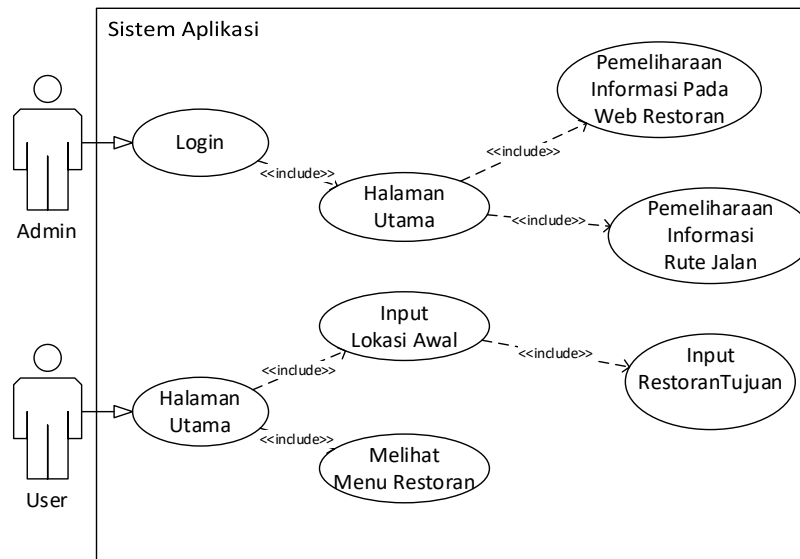 Sistem Aplikasi
Pemeliharaan
Informasi Pada
Web Restoran
Login
<<include>>
<<include>>
Halaman
Utama
<<include>>
Pemeliharaan
Informasi
Rute Jalan
Admin
Input
Lokasi Awal
<<include>>
Input
RestoranTujuan
<<include>>
Halaman
Utama
<<include>>
Melihat
Menu Restoran
User